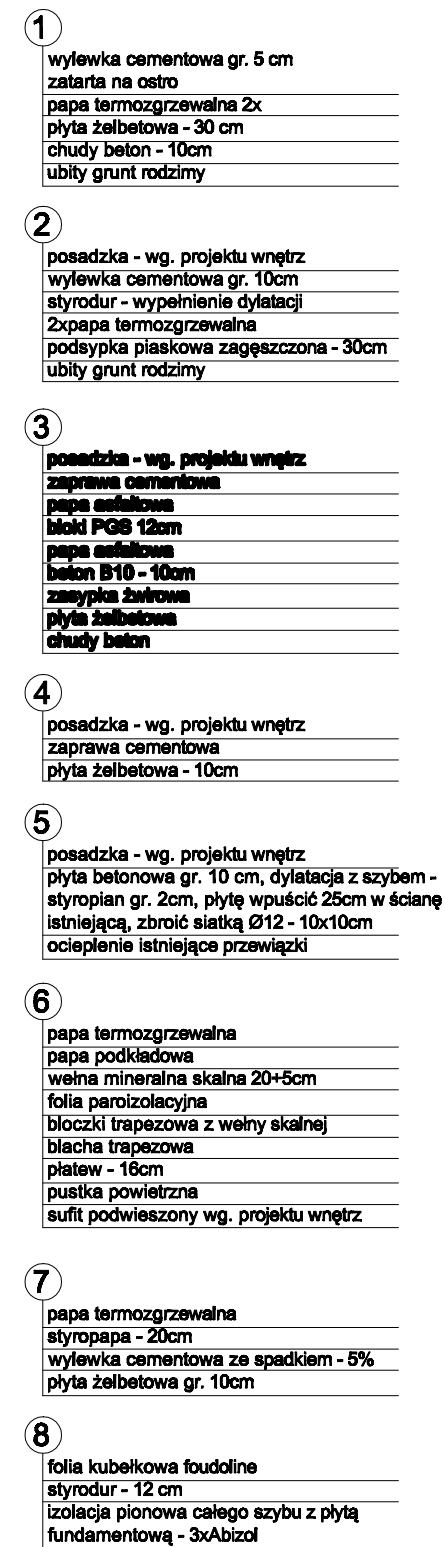 1
wylewka cementowa gr. 5 cm
zatarta na ostro
papa termozgrzewalna 2x
płyta żelbetowa - 30 cm
chudy beton - 10cm
ubity grunt rodzimy
2
posadzka - wg. projektu wnętrz
wylewka cementowa gr. 10cm
styrodur - wypełnienie dylatacji
2xpapa termozgrzewalna
podsypka piaskowa zagęszczona - 30cm
ubity grunt rodzimy
3
posadzka - wg. projektu wnętrz
zaprawa cementowa
papa asfaltowa
bloki PGS 12cm
papa asfaltowa
beton B10 - 10cm
zasypka żwirowa
płyta żelbetowa
chudy beton
4
posadzka - wg. projektu wnętrz
zaprawa cementowa
płyta żelbetowa - 10cm
5
posadzka - wg. projektu wnętrz
płyta betonowa gr. 10 cm, dylatacja z szybem -
styropian gr. 2cm, płytę wpuścić 25cm w ścianę
istniejącą, zbroić siatką Ø12 - 10x10cm
ocieplenie istniejące przewiązki
6
papa termozgrzewalna
papa podkładowa
wełna mineralna skalna 20+5cm
folia paroizolacyjna
bloczki trapezowa z wełny skalnej
blacha trapezowa
płatew - 16cm
pustka powietrzna
sufit podwieszony wg. projektu wnętrz
7
papa termozgrzewalna
styropapa - 20cm
wylewka cementowa ze spadkiem - 5%
płyta żelbetowa gr. 10cm
8
folia kubełkowa foudoline
styrodur - 12 cm
izolacja pionowa całego szybu z płytą
fundamentową - 3xAbizol